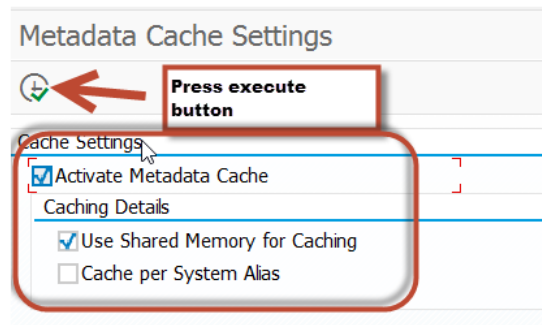 Metadata Cache Settings
Press execute
button
Cache Settings
Activate Metadata Cache
Caching Details
Use Shared Memory for Caching
Cache per System Alias